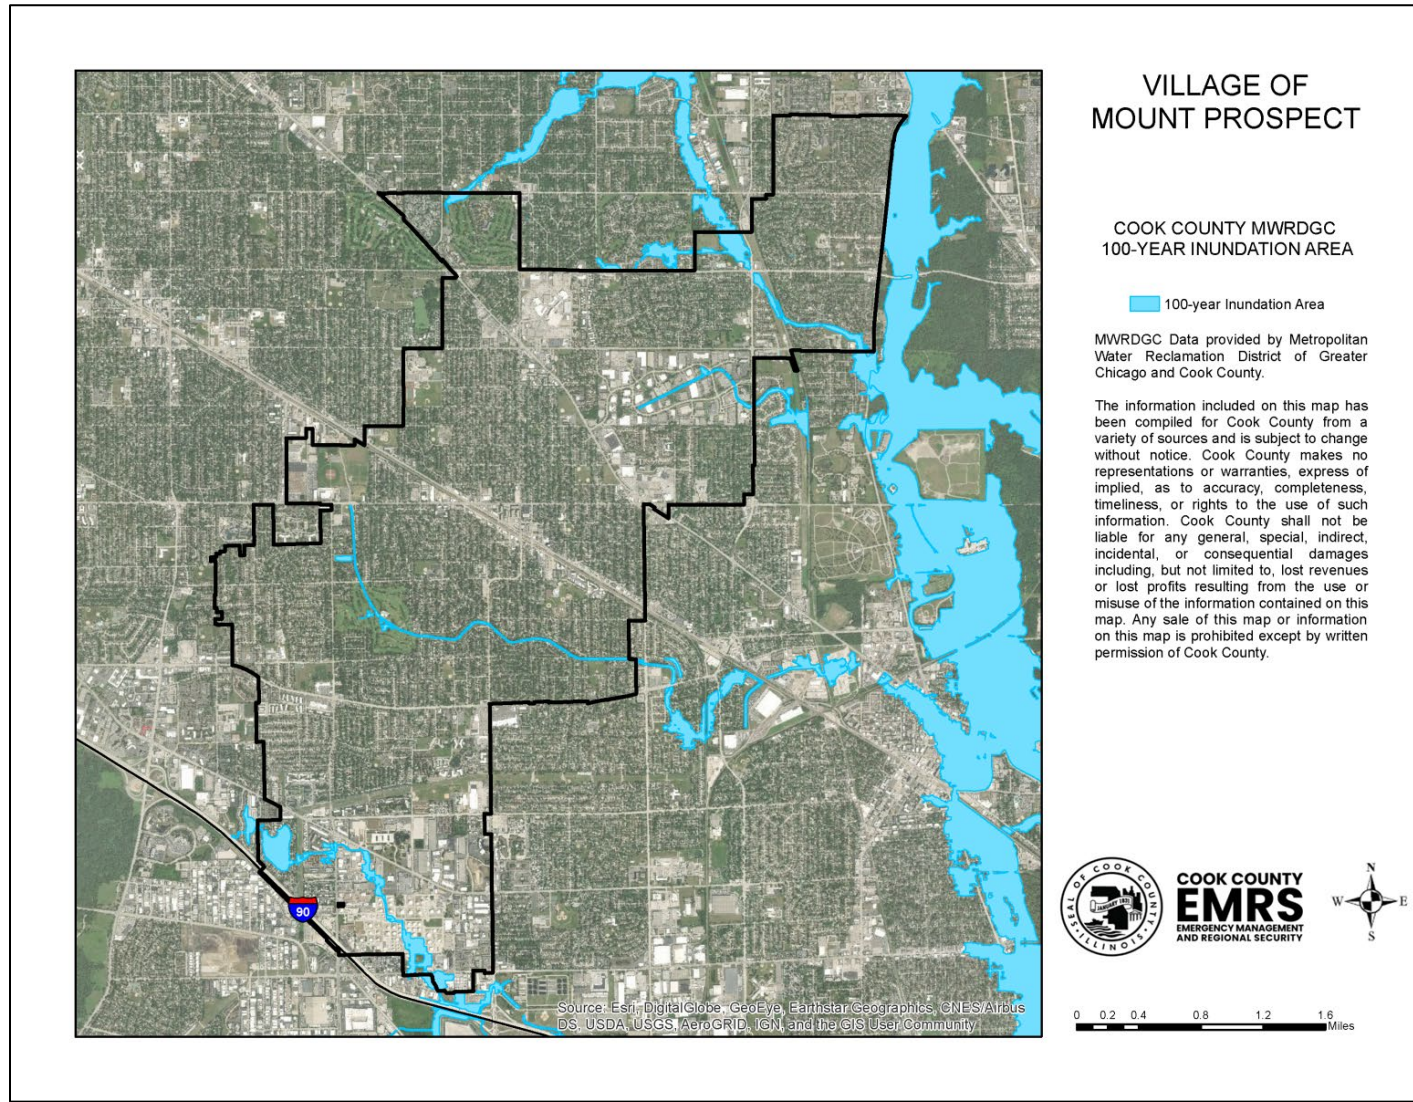 VILLAGE OF
MOUNT PROSPECT
COOK COUNTY MWRDGC
100-YEAR INUNDATION AREA
100-year Inundation Area
MWRDGC Data provided by Metropolitan
Water Reclamation District of Greater
Chicago and Cook County.
The information included on this map has
been compiled for Cook County from a
variety of sources and is subject to change
without notice. Cook County makes no
representations or warranties, express of
implied, as to accuracy, completeness,
timeliness, or rights to the use of such
information. Cook County shall not be
liable for any general, special, indirect,
incidental, or consequential damages
including, but not limited to, lost revenues
or lost profits resulting from the use or
misuse of the information contained on this
map. Any sale of this map or information
on this map is prohibited except by written
permission of Cook County.
90
Source: Esri, DigitalGlobe, GeoEye, Earthstar Geographics, CNES/Airbus
DS, USDA, USGS, AeroGRID, IGN, and the GIS User Community
SEAL OF COOK COUNTY
JANUARY 1831
ILLINOIS
COOK COUNTY
EMRS
EMERGENCY MANAGEMENT
AND REGIONAL SECURITY
N
W E
S
0 0.2 0.4 0.8 1.2 1.6
Miles